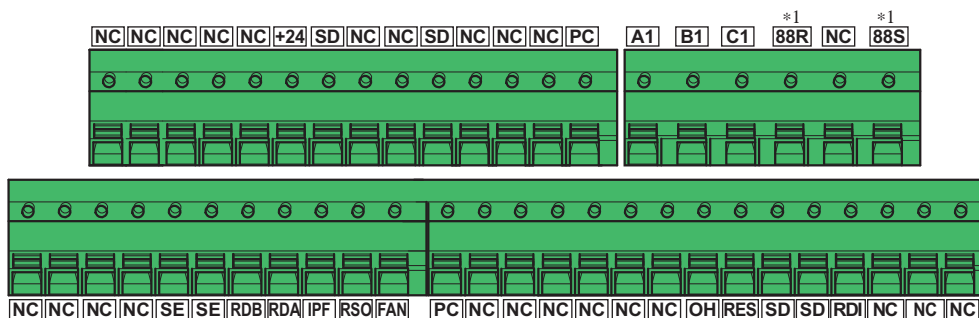 *1 *1
NC NC NC NC NC +24 SD NC NC SD NC NC NC PC A1 B1 C1 88R NC 88S
NC NC NC NC SE SE RDB RDA IPF RSO FAN PC NC NC NC NC NC NC OH RES SD SD RDI NC NC NC